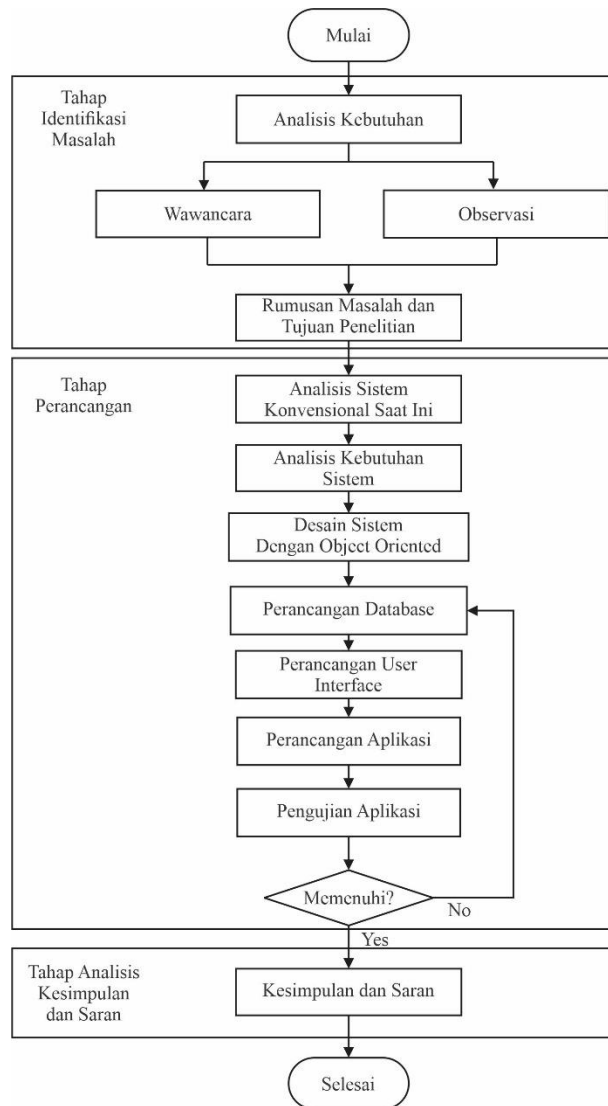 Mulai
Tahap
Identifikasi
Masalah
Analisis Kebutuhan
Wawancara
Observasi
Rumusan Masalah dan
Tujuan Penelitian
Tahap
Perancangan
Analisis Sistem
Konvensional Saat Ini
Analisis Kebutuhan
Sistem
Desain Sistem
Dengan Object Oriented
Perancangan Database
Perancangan User
Interface
Perancangan Aplikasi
Pengujian Aplikasi
Memenuhi?
No
Yes
Tahap Analisis
Kesimpulan
dan Saran
Kesimpulan dan Saran
Selesai